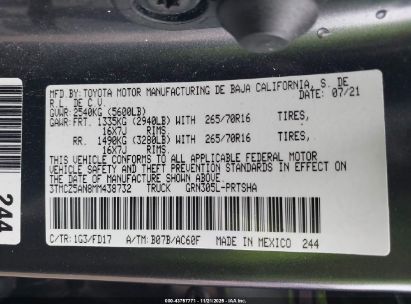 MFD.BY: TOYOTA MOTOR MANUFACTURING DE BAJA CALIFORNIA, S. DE
R.L. DE C.V. DATE: 07/21
GVWR: 2540KG (5600LB)
GAWR: FRT. 1335KG (2940LB) WITH 265/70R16 TIRES,
16X7J RIMS
RR. 1490KG (3280LB) WITH 265/70R16 TIRES,
16X7J RIMS
THIS VEHICLE CONFORMS TO ALL APPLICABLE FEDERAL MOTOR
VEHICLE SAFETY AND THEFT PREVENTION STANDARDS IN EFFECT ON
THE DATE OF MANUFACTURE SHOWN ABOVE.
3THC25AN8MM438732 TRUCK GRN305L-PRTSHA
C/TR: 1G3/FD17 A/TM: B07B/AC60F MADE IN MEXICO 244
244